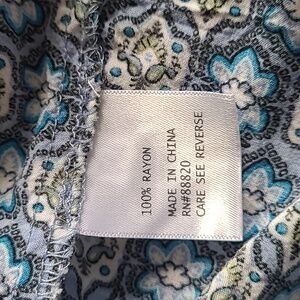 100% RAYON
MADE IN CHINA
RN#88820
CARE SEE REVERSE